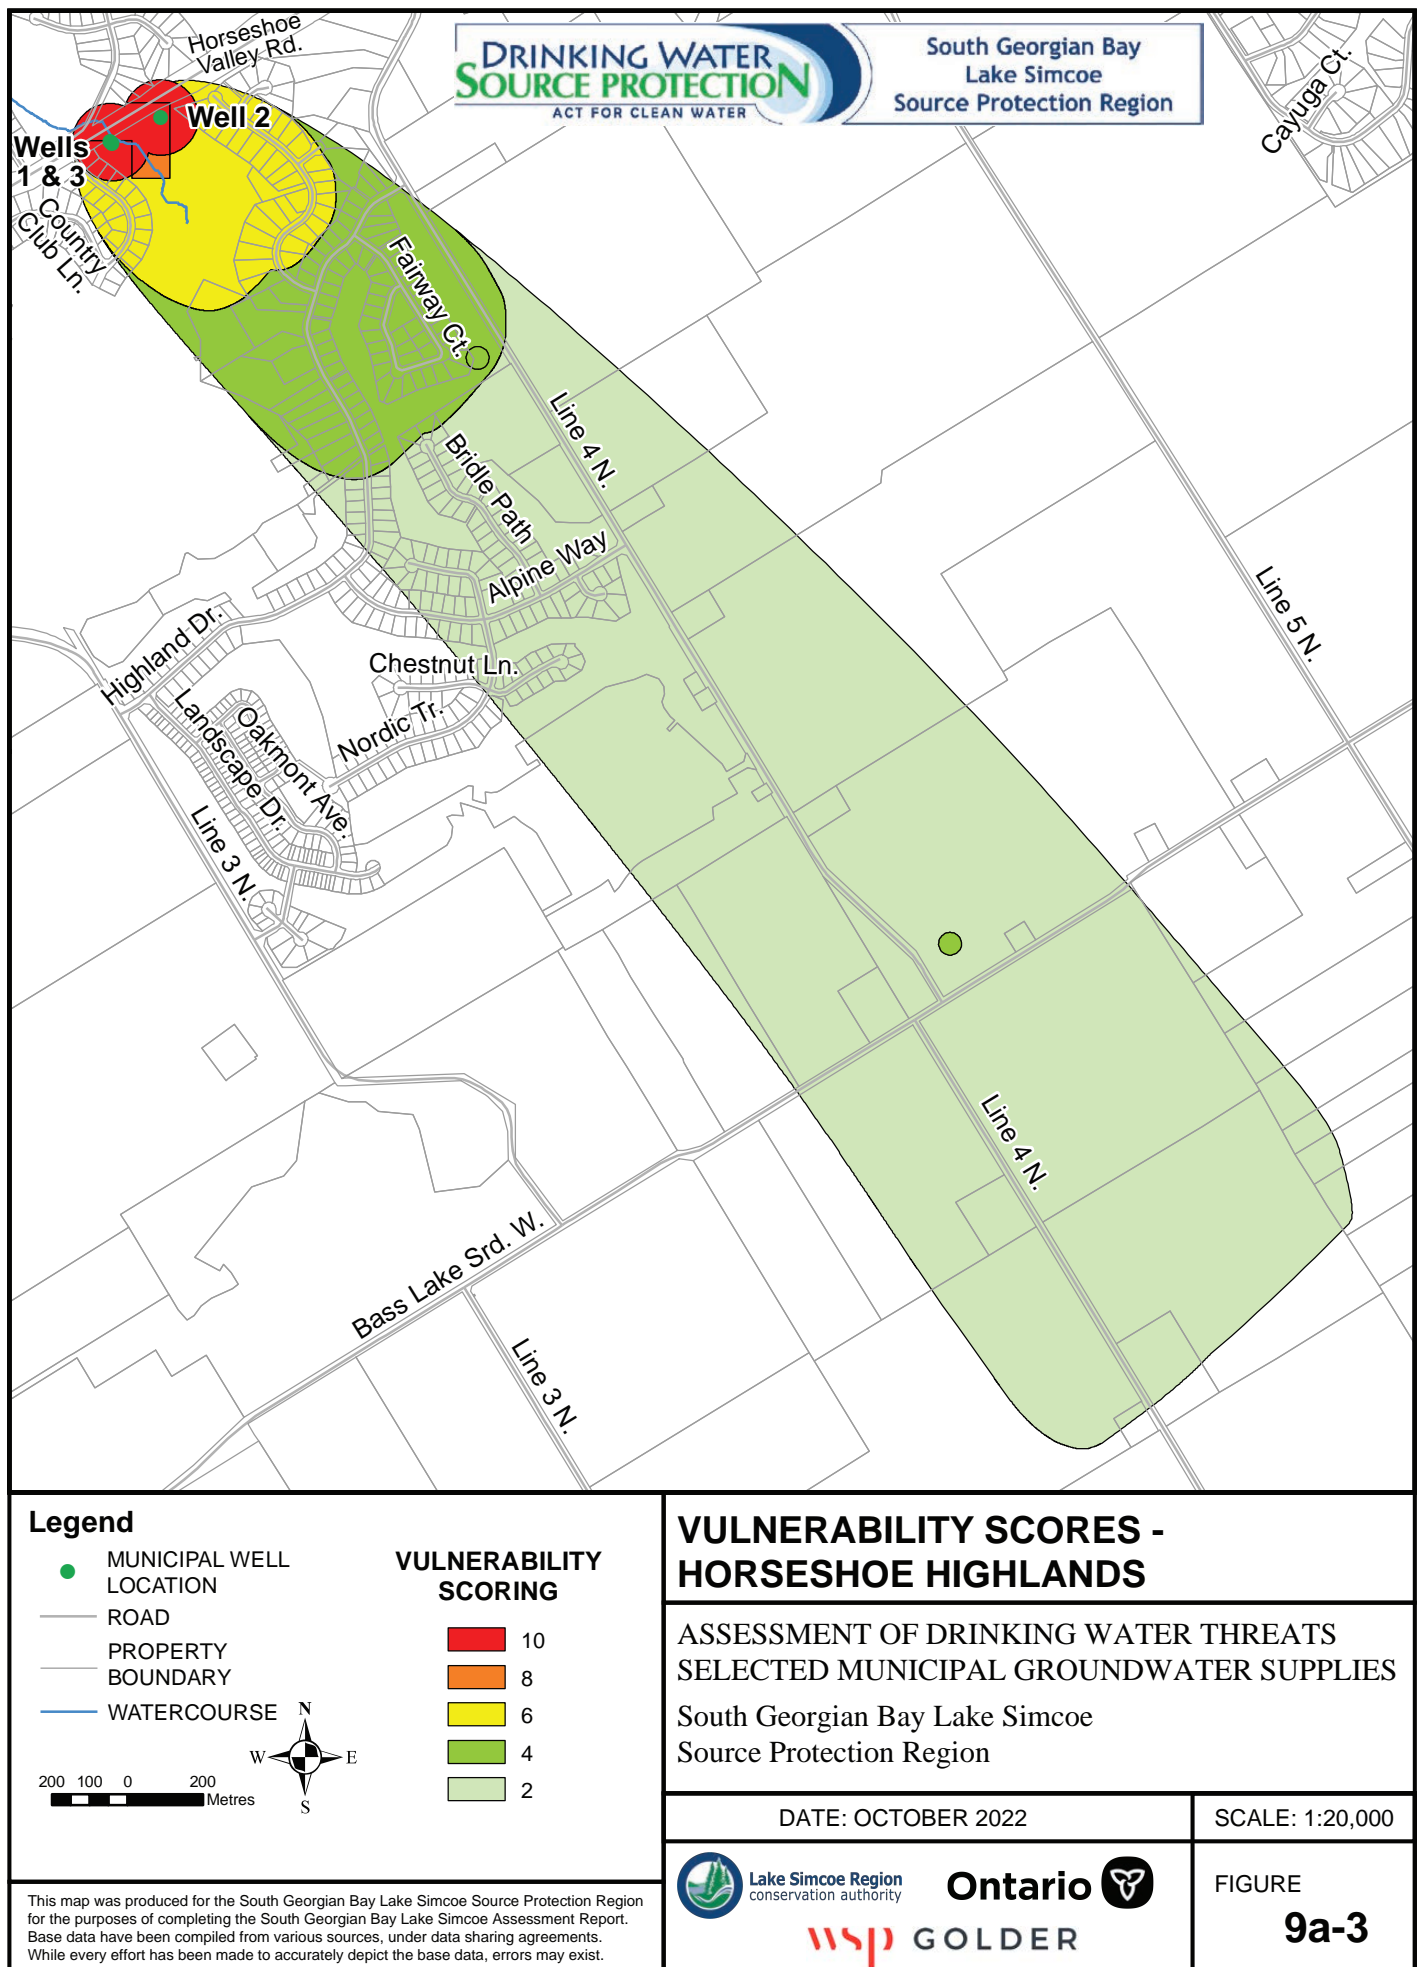 Horseshoe
Valley Rd.
DRINKING WATER
SOURCE PROTECTION
ACT FOR CLEAN WATER
South Georgian Bay
Lake Simcoe
Source Protection Region
Cayuga Ct.
Well 2
Wells
1 & 3
Country
Club Ln.
Fairway Ct.
Line 4 N.
Bridle Path
Alpine Way
Line 5 N.
Highland Dr.
Chestnut Ln.
Landscape Dr.
Oakmont Ave.
Nordic Tr.
Line 3 N.
Line 4 N.
Bass Lake Srd. W.
Line 3 N.
Legend
MUNICIPAL WELL
LOCATION
ROAD
PROPERTY
BOUNDARY
WATERCOURSE
N
W
E
S
200 100 0 200
Metres
VULNERABILITY
SCORING
10
8
6
4
2
This map was produced for the South Georgian Bay Lake Simcoe Source Protection Region
for the purposes of completing the South Georgian Bay Lake Simcoe Assessment Report.
Base data have been compiled from various sources, under data sharing agreements.
While every effort has been made to accurately depict the base data, errors may exist.
VULNERABILITY SCORES -
HORSESHOE HIGHLANDS
ASSESSMENT OF DRINKING WATER THREATS
SELECTED MUNICIPAL GROUNDWATER SUPPLIES
South Georgian Bay Lake Simcoe
Source Protection Region
DATE: OCTOBER 2022
SCALE: 1:20,000
Lake Simcoe Region
conservation authority
Ontario
wsp GOLDER
FIGURE
9a-3